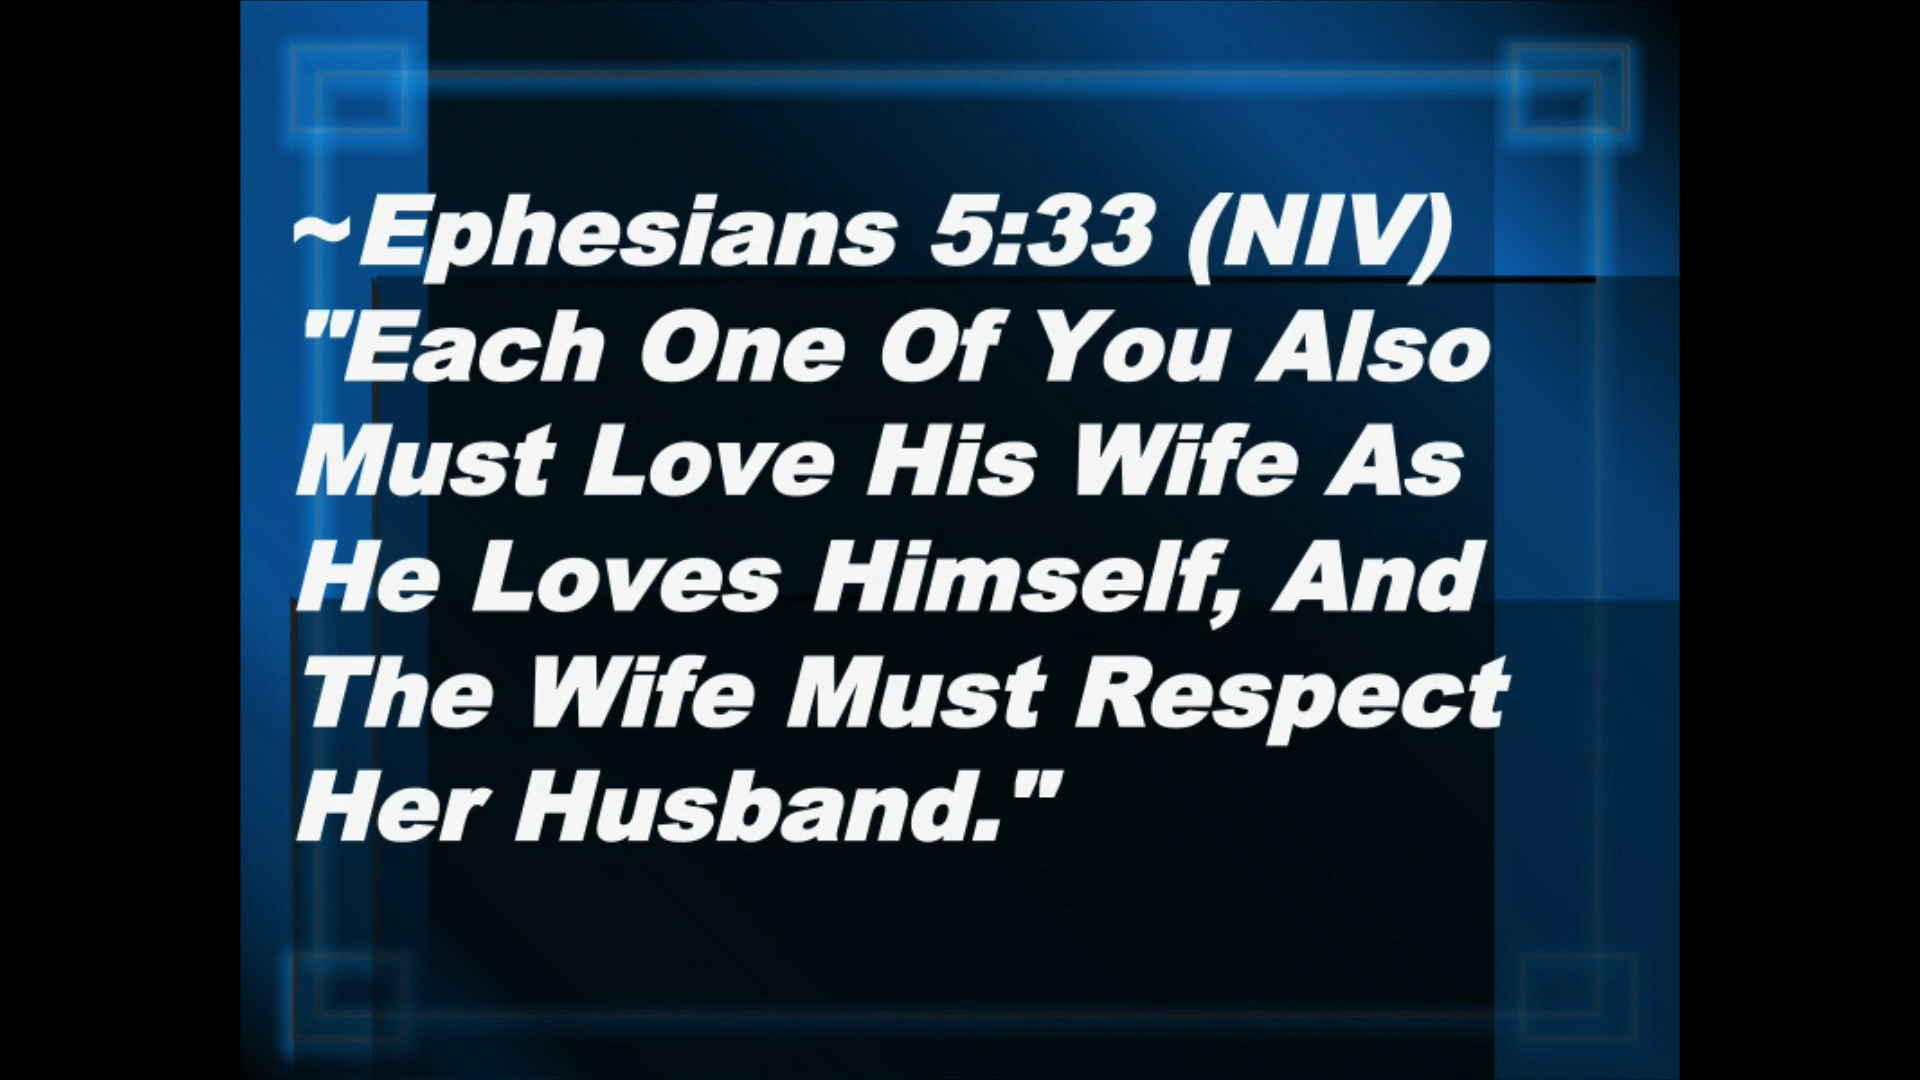 ~Ephesians 5:33 (NIV)
"Each One Of You Also
Must Love His Wife As
He Loves Himself, And
The Wife Must Respect
Her Husband."